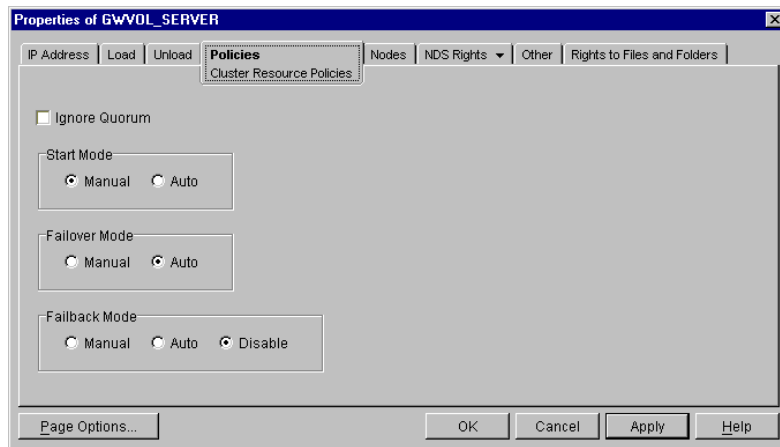 Properties of GWVOL_SERVER
IP Address Load Unload Policies Nodes NDS Rights Other Rights to Files and Folders
Cluster Resource Policies
Ignore Quorum
Start Mode
Manual Auto
Failover Mode
Manual Auto
Failback Mode
Manual Auto Disable
Page Options... OK Cancel Apply Help